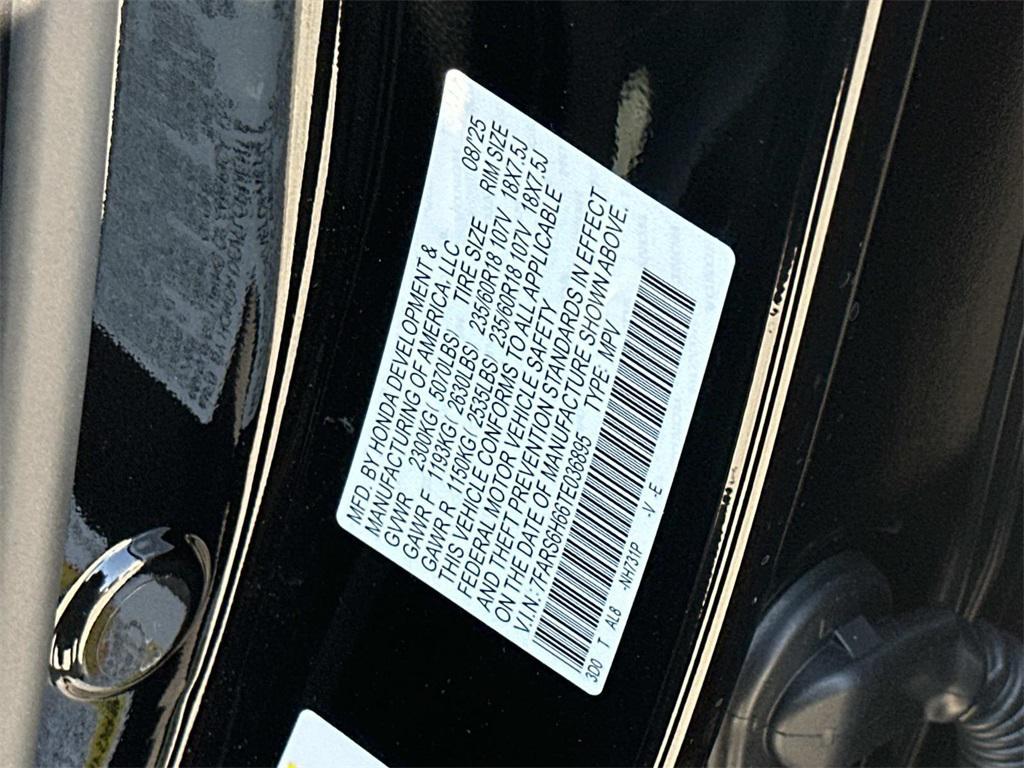 MFD. BY HONDA DEVELOPMENT & 08/25
MANUFACTURING OF AMERICA, LLC
GVWR 2300KG( 5070LBS) TIRE SIZE RIM SIZE
GAWR F 1193KG( 2630LBS) 235/60R18 107V 18X7.5J
GAWR R 1150KG( 2535LBS) 235/60R18 107V 18X7.5J
THIS VEHICLE CONFORMS TO ALL APPLICABLE
FEDERAL MOTOR VEHICLE SAFETY
AND THEFT PREVENTION STANDARDS IN EFFECT
ON THE DATE OF MANUFACTURE SHOWN ABOVE.
V.I.N.:7FARS6H66TE036895 TYPE: MPV
3D0 T AL8 -NH731P -V -E